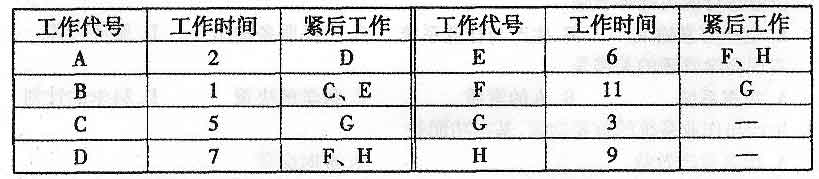 工作代号 工作时间 紧后工作 工作代号 工作时间 紧后工作
A 2 D E 6 F、H
B 1 C、E F 11 G
C 5 G G 3 —
D 7 F、H H 9 —